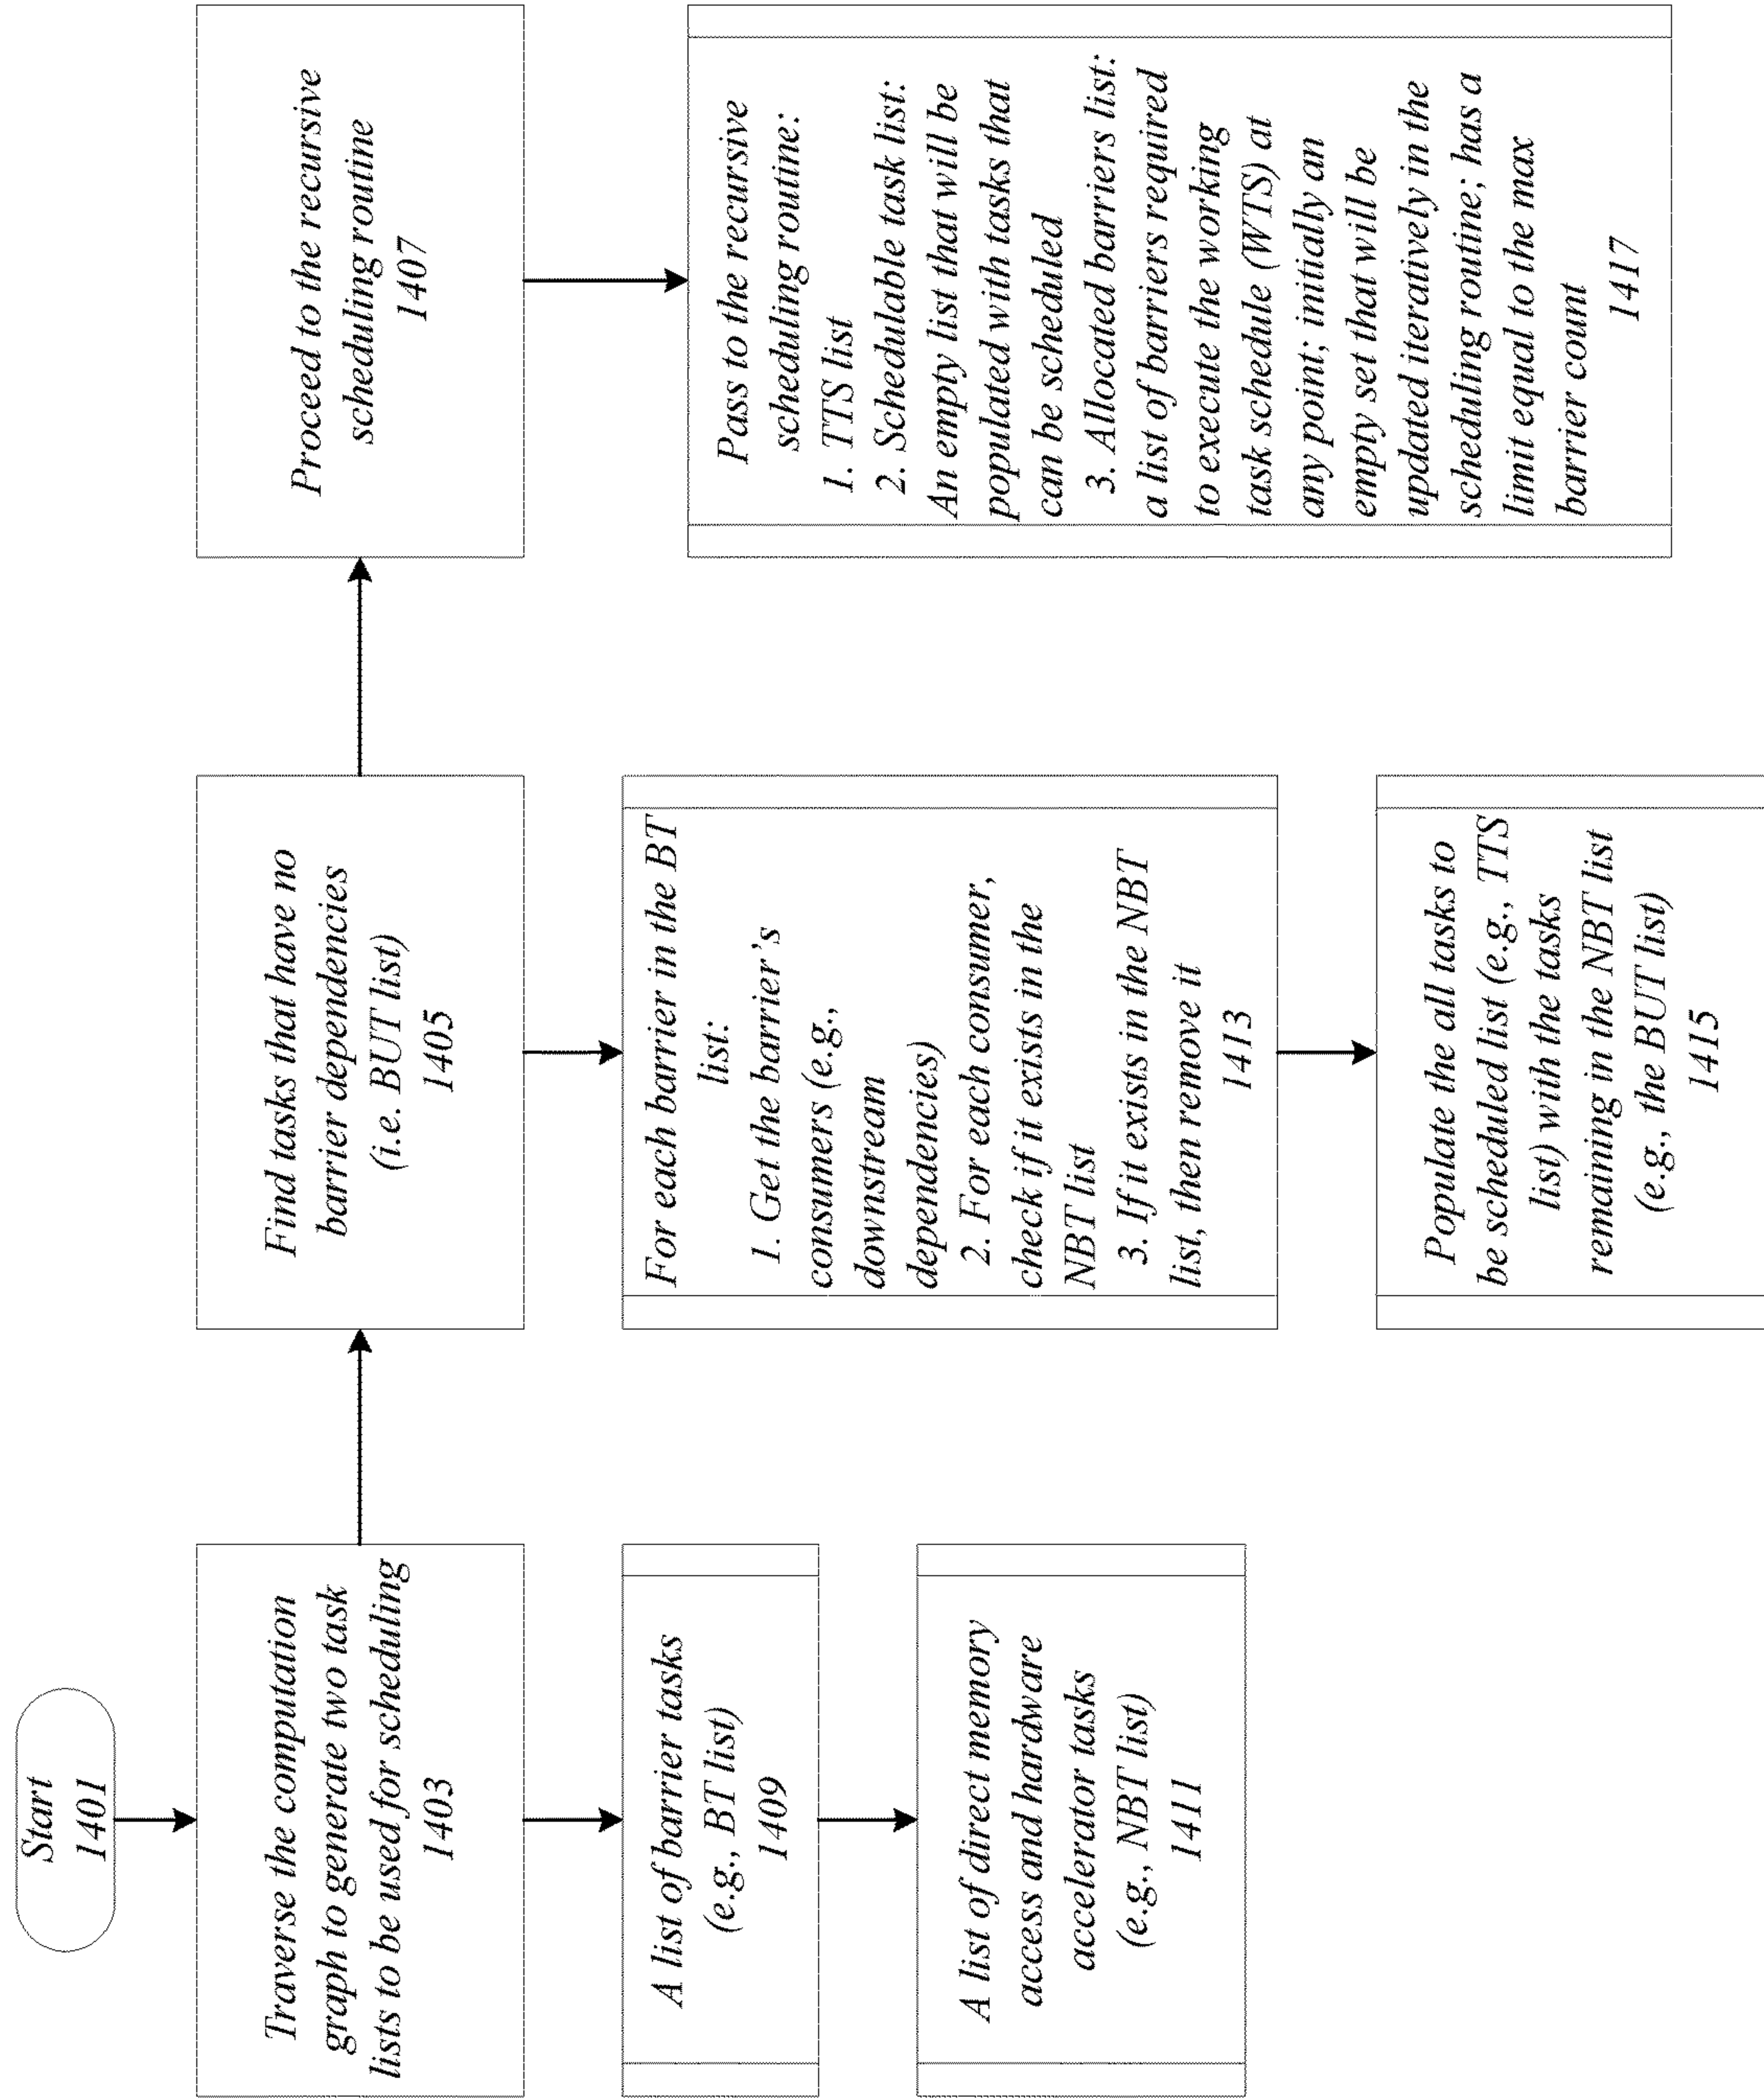 Start
1401
Traverse the computation
graph to generate two task
lists to be used for scheduling
1403
A list of barrier tasks
(e.g., BT list)
1409
A list of direct memory
access and hardware
accelerator tasks
(e.g., NBT list)
1411
Find tasks that have no
barrier dependencies
(i.e. BUT list)
1405
For each barrier in the BT
list:
1. Get the barrier's
consumers (e.g.,
downstream
dependencies)
2. For each consumer,
check if it exists in the
NBT list
3. If it exists in the NBT
list, then remove it
1413
Populate the all tasks to
be scheduled list (e.g., TTS
list) with the tasks
remaining in the NBT list
(e.g., the BUT list)
1415
Proceed to the recursive
scheduling routine
1407
Pass to the recursive
scheduling routine:
1. TTS list
2. Schedulable task list:
An empty list that will be
populated with tasks that
can be scheduled
3. Allocated barriers list:
a list of barriers required
to execute the working
task schedule (WTS) at
any point; initially an
empty set that will be
updated iteratively in the
scheduling routine; has a
limit equal to the max
barrier count
1417